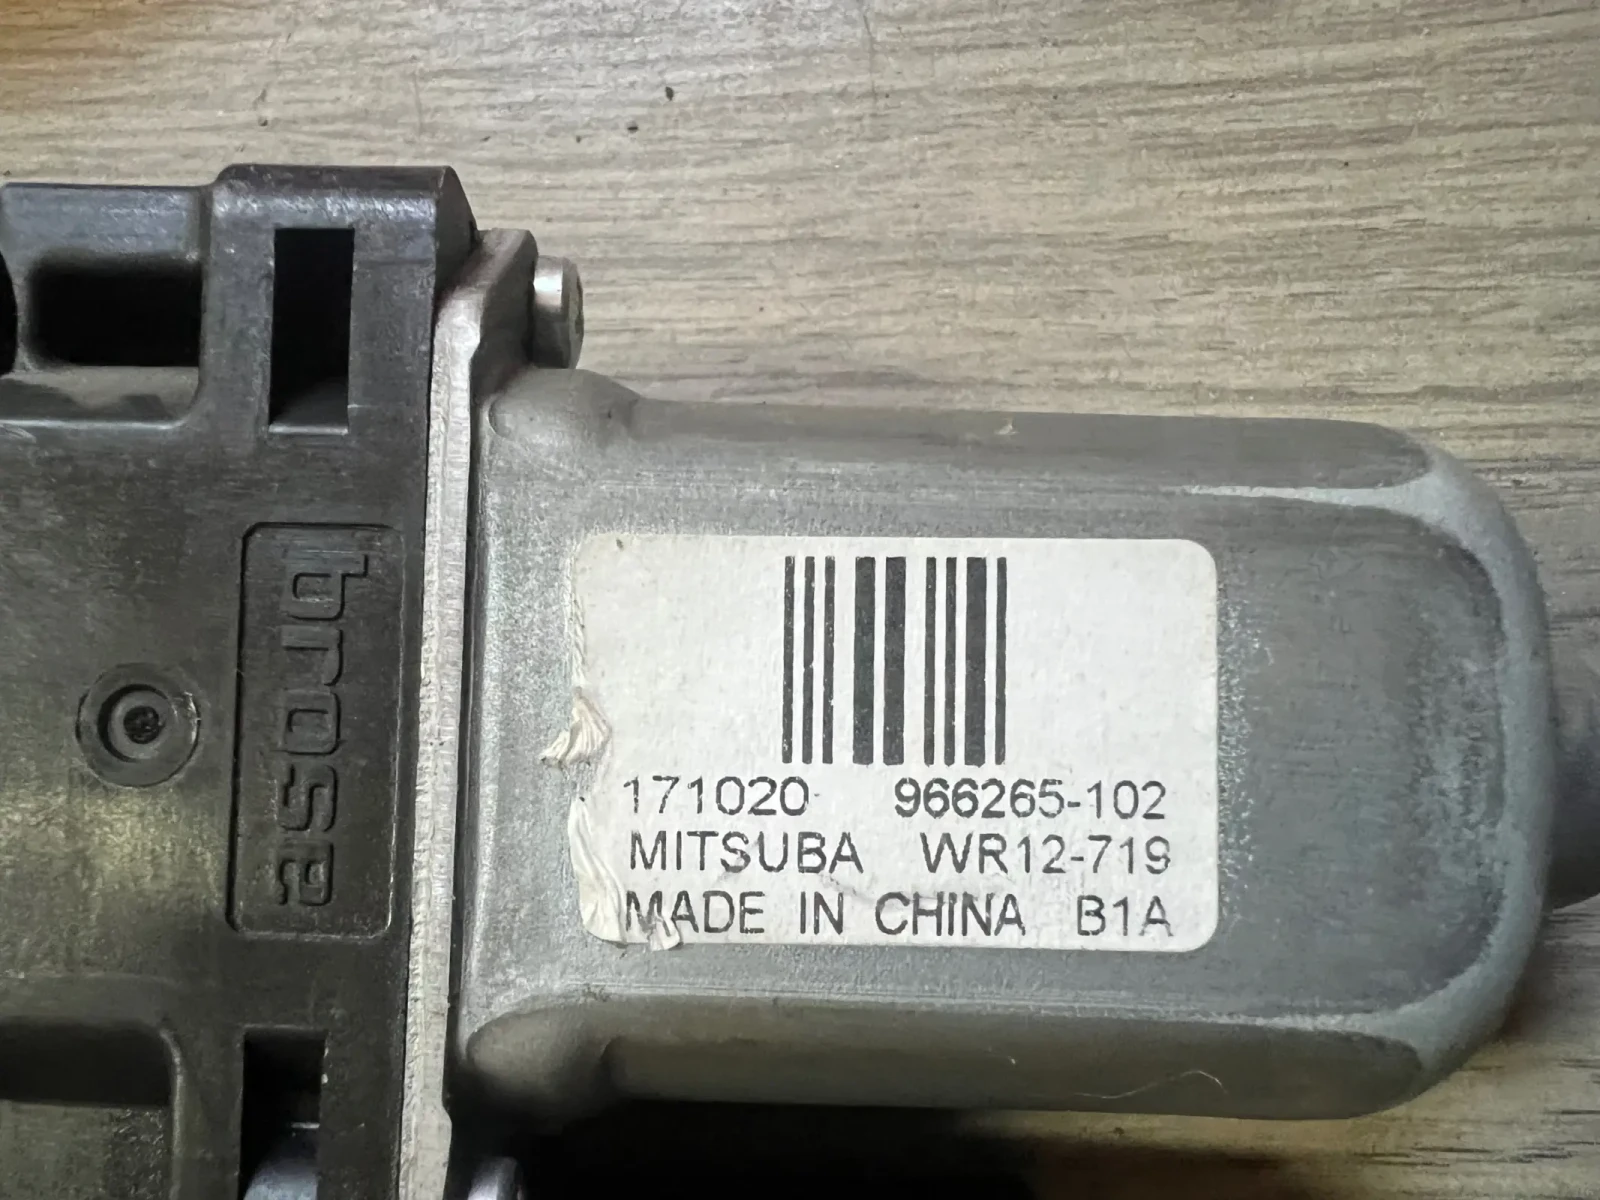 brose
171020 966265-102
MITSUBA WR12-719
MADE IN CHINA B1A